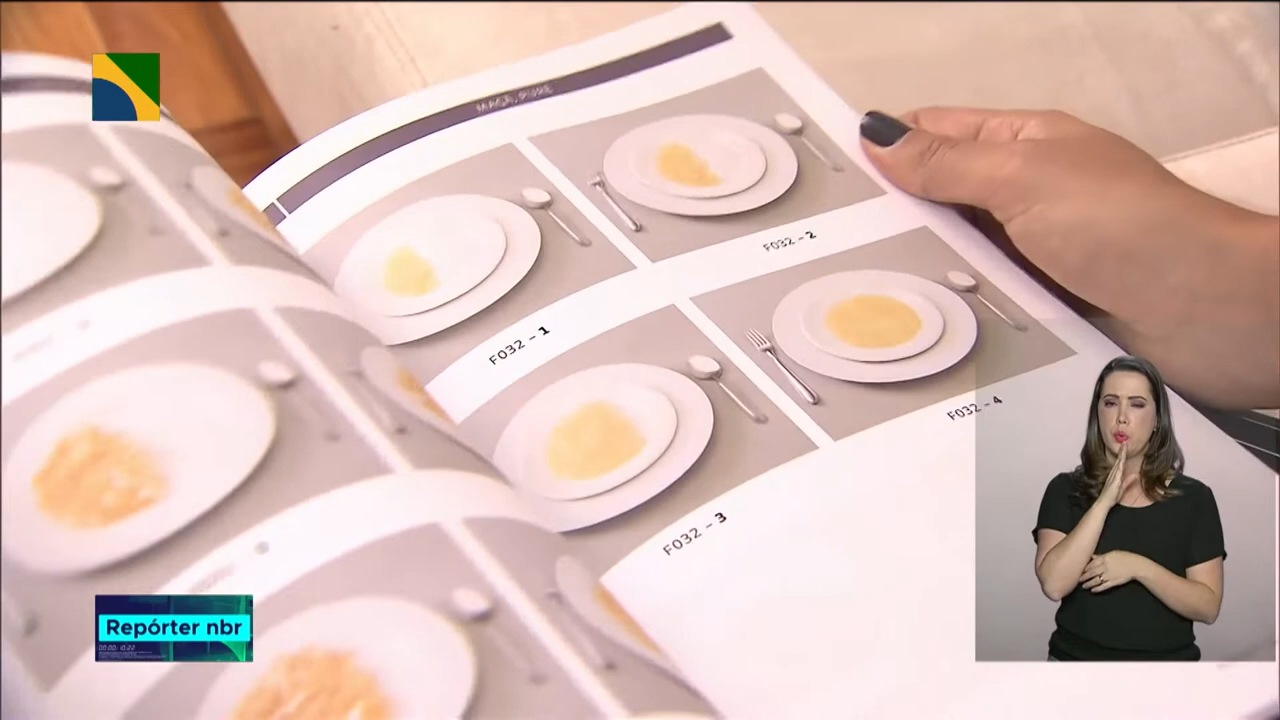 MAÇÃ, PURÊ
F032 - 2
F032 - 1
F032 - 4
F032 - 3
Repórter nbr